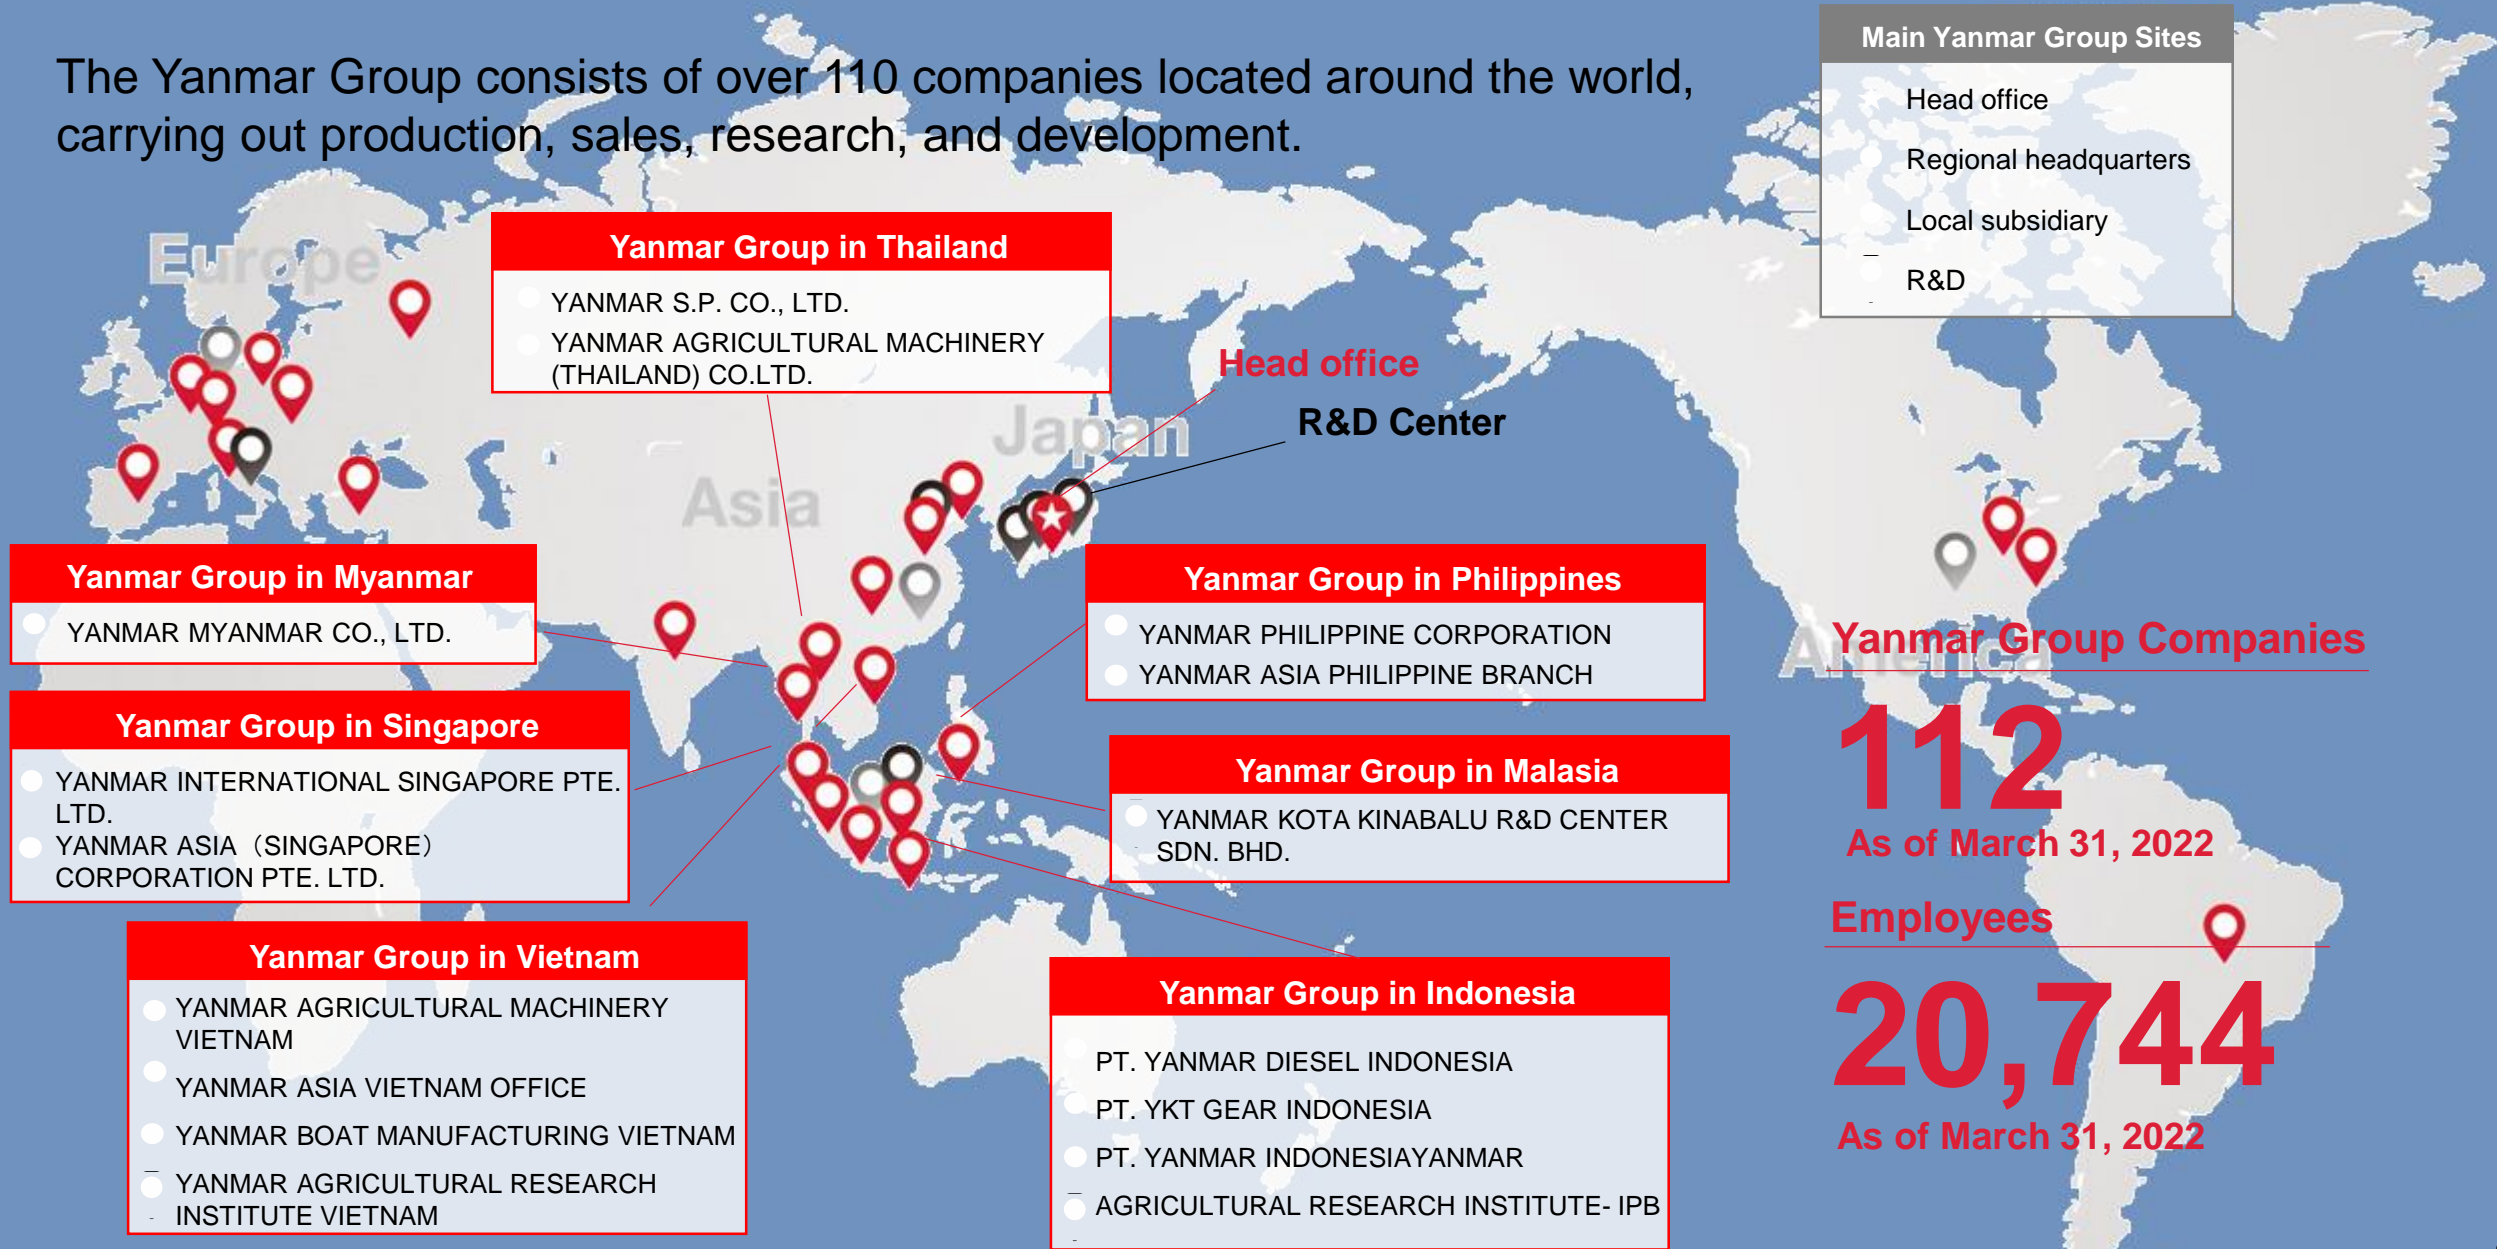 The Yanmar Group consists of over 110 companies located around the world,
carrying out production, sales, research, and development.
Main Yanmar Group Sites
Head office
Regional headquarters
Local subsidiary
R&D
Europe
Yanmar Group in Thailand
YANMAR S.P. CO., LTD.
YANMAR AGRICULTURAL MACHINERY
(THAILAND) CO.LTD.
Head office
R&D Center
Japan
Asia
Yanmar Group in Myanmar
YANMAR MYANMAR CO., LTD.
Yanmar Group in Philippines
YANMAR PHILIPPINE CORPORATION
YANMAR ASIA PHILIPPINE BRANCH
Yanmar Group in Singapore
YANMAR INTERNATIONAL SINGAPORE PTE.
LTD.
YANMAR ASIA（SINGAPORE）
CORPORATION PTE. LTD.
Yanmar Group in Malasia
YANMAR KOTA KINABALU R&D CENTER
SDN. BHD.
Yanmar Group in Vietnam
YANMAR AGRICULTURAL MACHINERY
VIETNAM
YANMAR ASIA VIETNAM OFFICE
YANMAR BOAT MANUFACTURING VIETNAM
YANMAR AGRICULTURAL RESEARCH
INSTITUTE VIETNAM
Yanmar Group in Indonesia
PT. YANMAR DIESEL INDONESIA
PT. YKT GEAR INDONESIA
PT. YANMAR INDONESIAYANMAR
AGRICULTURAL RESEARCH INSTITUTE- IPB
America
Yanmar Group Companies
112
As of March 31, 2022
Employees
20,744
As of March 31, 2022